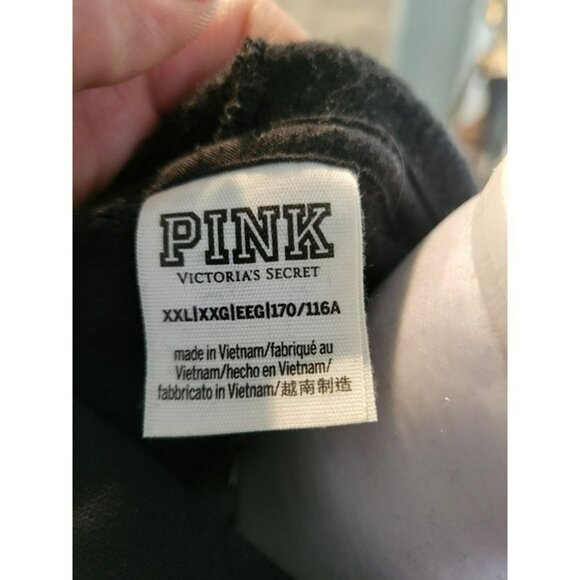 PINK
VICTORIA'S SECRET
XXL|XXG|EEG|170/116A
made in Vietnam/fabriqué au
Vietnam/hecho en Vietnam/
fabbricato in Vietnam/越南制造